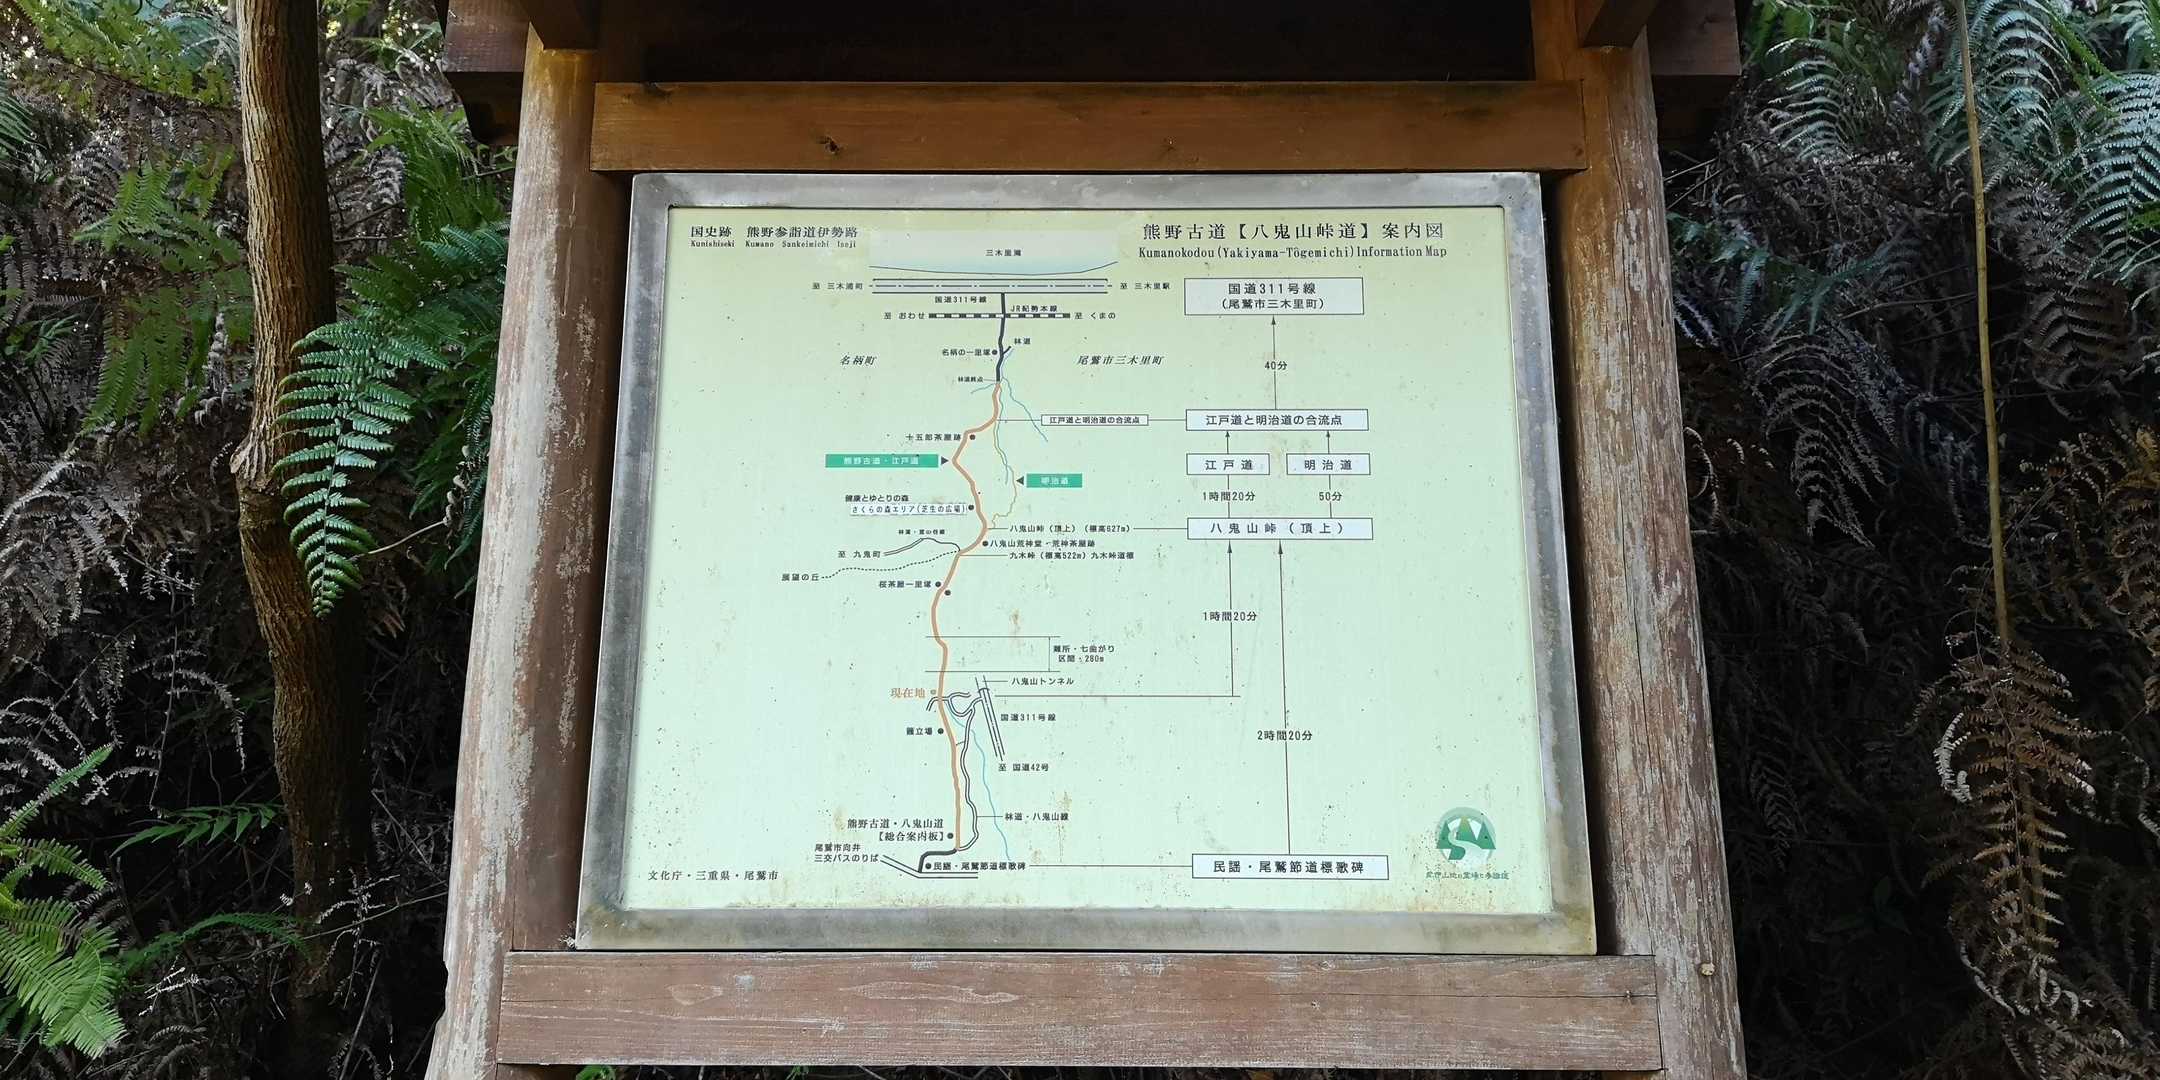 国史跡 熊野参詣道伊勢路
Kunishiseki Kumano Sankeimichi Iseji
熊野古道【八鬼山峠道】案内図
Kumanokodou(Yakiyama-Tôgemichi)Information Map
三木里灘
至 三木浦町
至 三木里駅
国道311号線
JR紀勢本線
至 おわせ
至 くまの
林道
名柄の一里塚
名柄町
尾鷲市三木里町
林道終点
江戸道と明治道の合流点
十五郎茶屋跡
熊野古道・江戸道
明治道
健康とゆとりの森
さくらの森エリア(芝生の広場)
八鬼山峠(頂上)(標高627m)
八鬼山荒神堂・荒神茶屋跡
至 九鬼町
九木峠(標高522m)九木峠道標
展望の丘
桜茶屋一里塚
難所・七曲がり
区間・280m
八鬼山トンネル
現在地
国道311号線
籠立場
至 国道42号
林道・八鬼山線
熊野古道・八鬼山道
【総合案内板】
尾鷲市向井
三交バスのりば
民謡・尾鷲節道標歌碑
国道311号線
(尾鷲市三木里町)
40分
江戸道と明治道の合流点
江戸道
明治道
1時間20分
50分
八鬼山峠(頂上)
1時間20分
2時間20分
民謡・尾鷲節道標歌碑
文化庁・三重県・尾鷲市
紀伊山地の霊場と参詣道